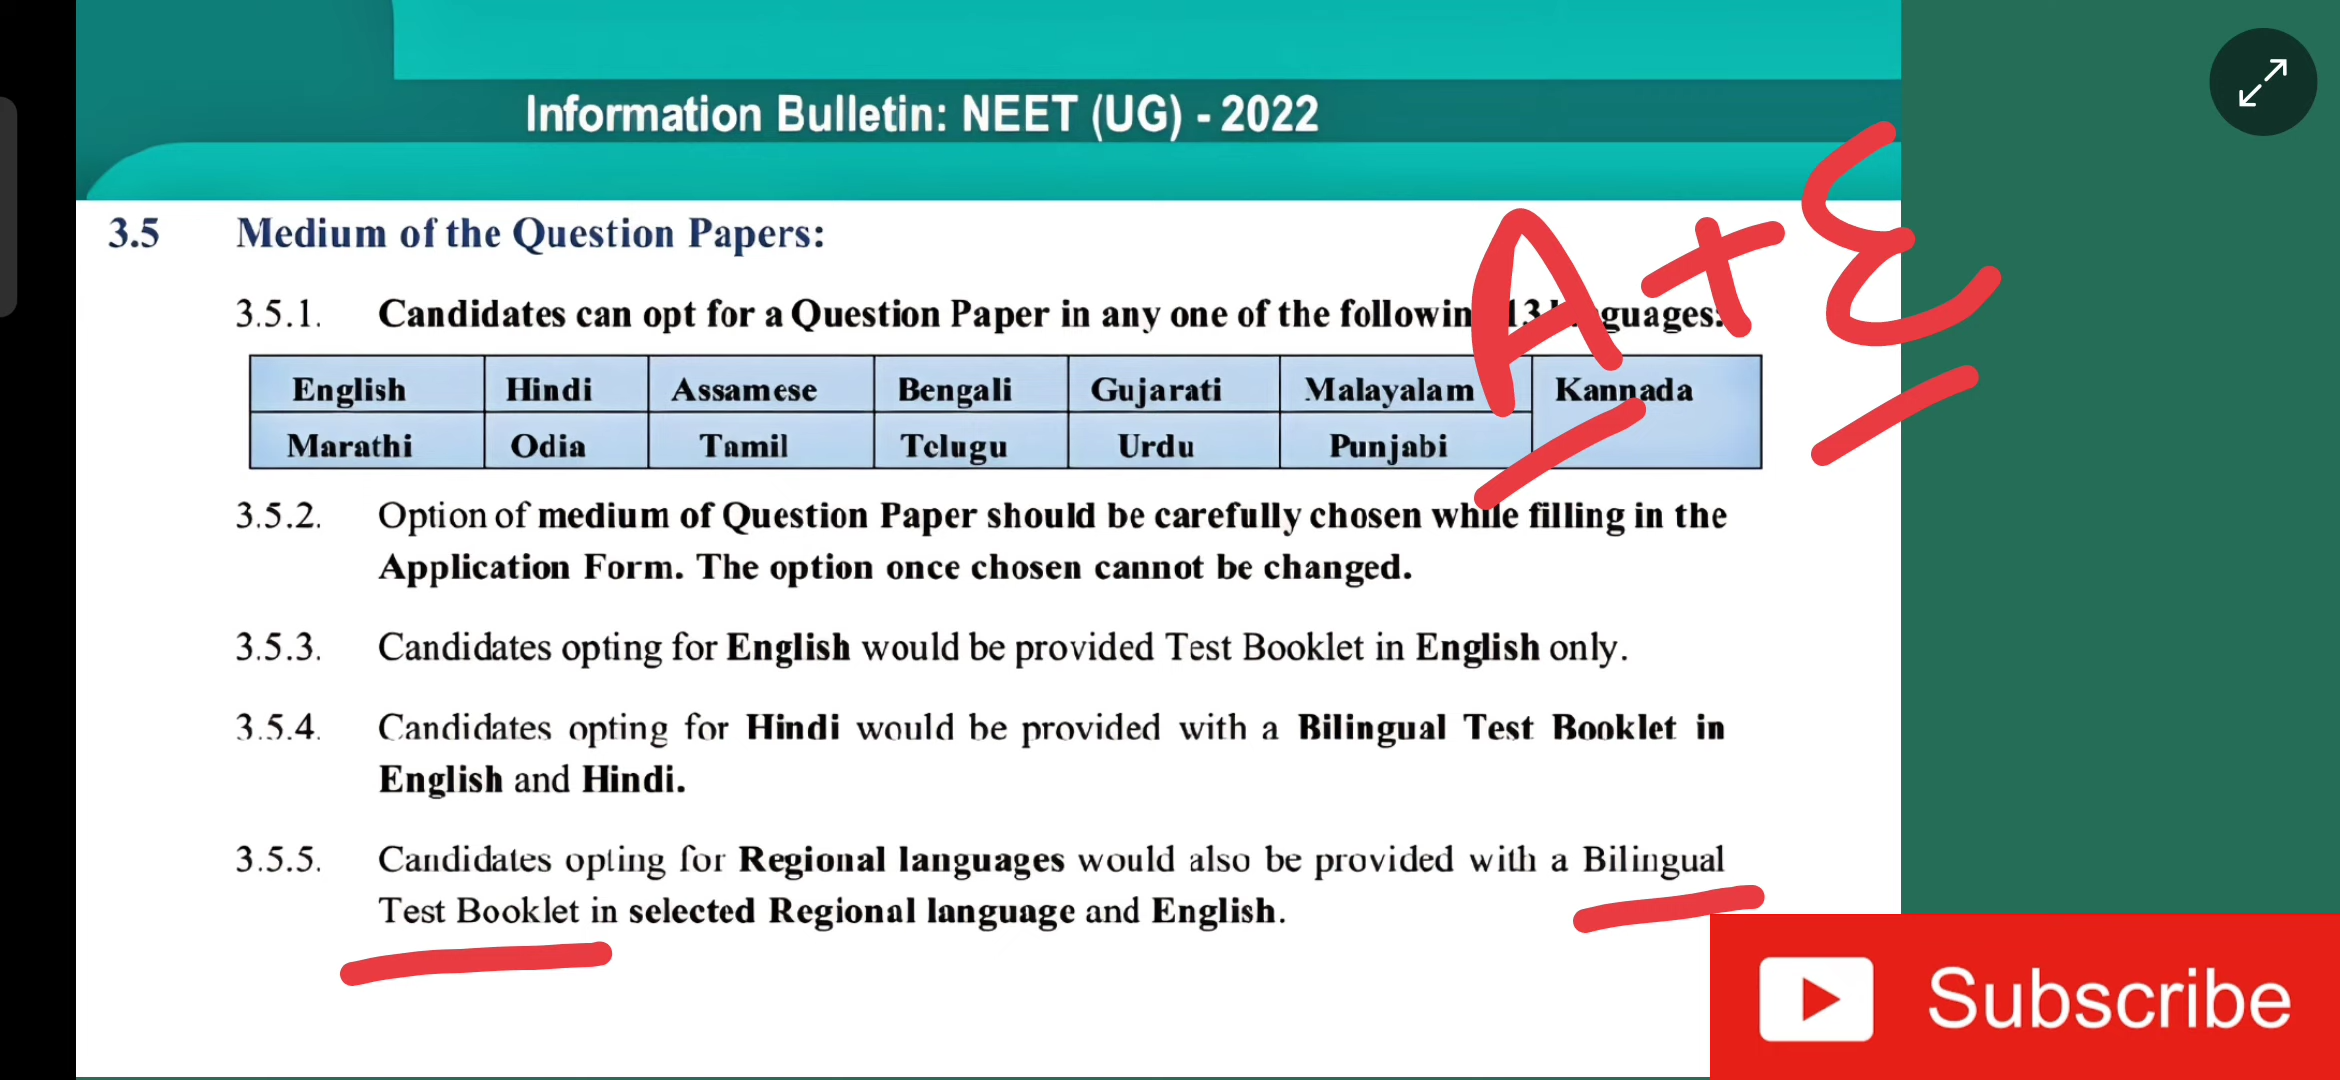 Information Bulletin: NEET (UG) - 2022
3.5 Medium of the Question Papers:
3.5.1. Candidates can opt for a Question Paper in any one of the following 13 languages:
English Hindi Assamese Bengali Gujarati Malayalam Kannada
Marathi Odia Tamil Telugu Urdu Punjabi
3.5.2. Option of medium of Question Paper should be carefully chosen while filling in the
Application Form. The option once chosen cannot be changed.
3.5.3. Candidates opting for English would be provided Test Booklet in English only.
3.5.4. Candidates opting for Hindi would be provided with a Bilingual Test Booklet in
English and Hindi.
3.5.5. Candidates opting for Regional languages would also be provided with a Bilingual
Test Booklet in selected Regional language and English.
A + E
Subscribe